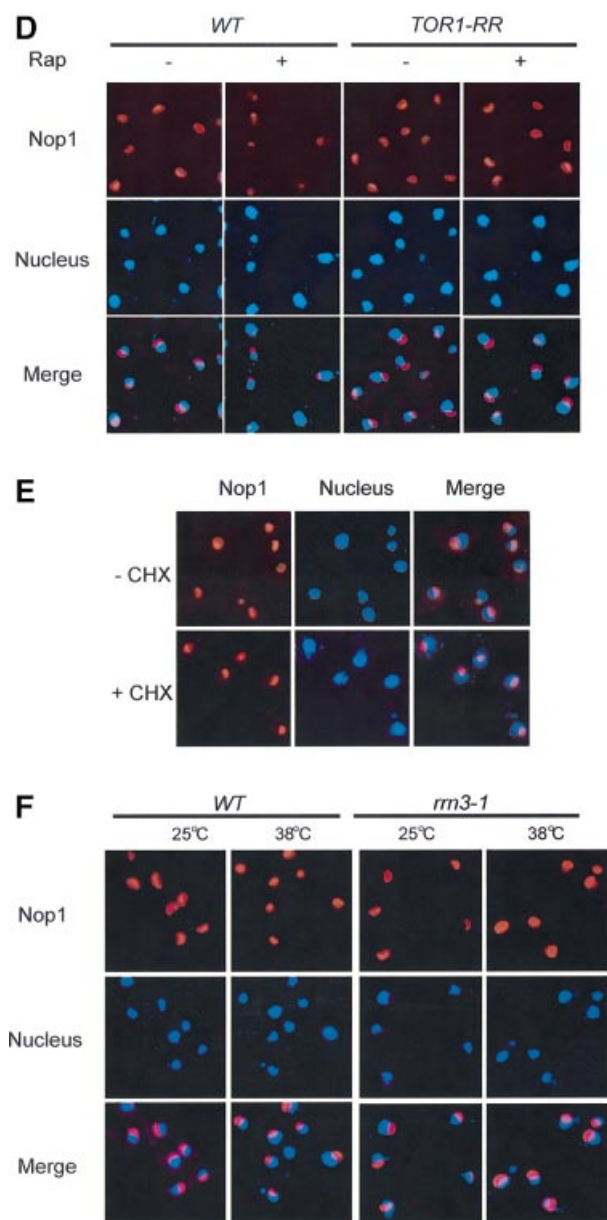 D
WT TOR1-RR
Rap - + - +
Nop1
Nucleus
Merge
E
Nop1 Nucleus Merge
- CHX
+ CHX
F
WT rrn3-1
25°C 38°C 25°C 38°C
Nop1
Nucleus
Merge